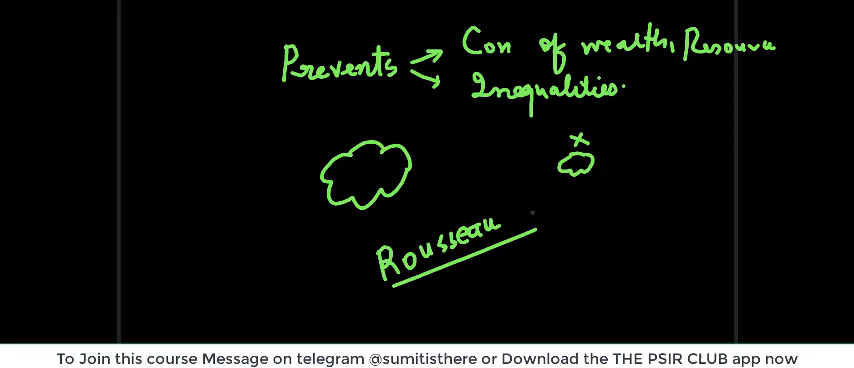 Prevents → Con of wealth, Resource
→ Inequalities.
x
Rousseau
To Join this course Message on telegram @sumitisthere or Download the THE PSIR CLUB app now